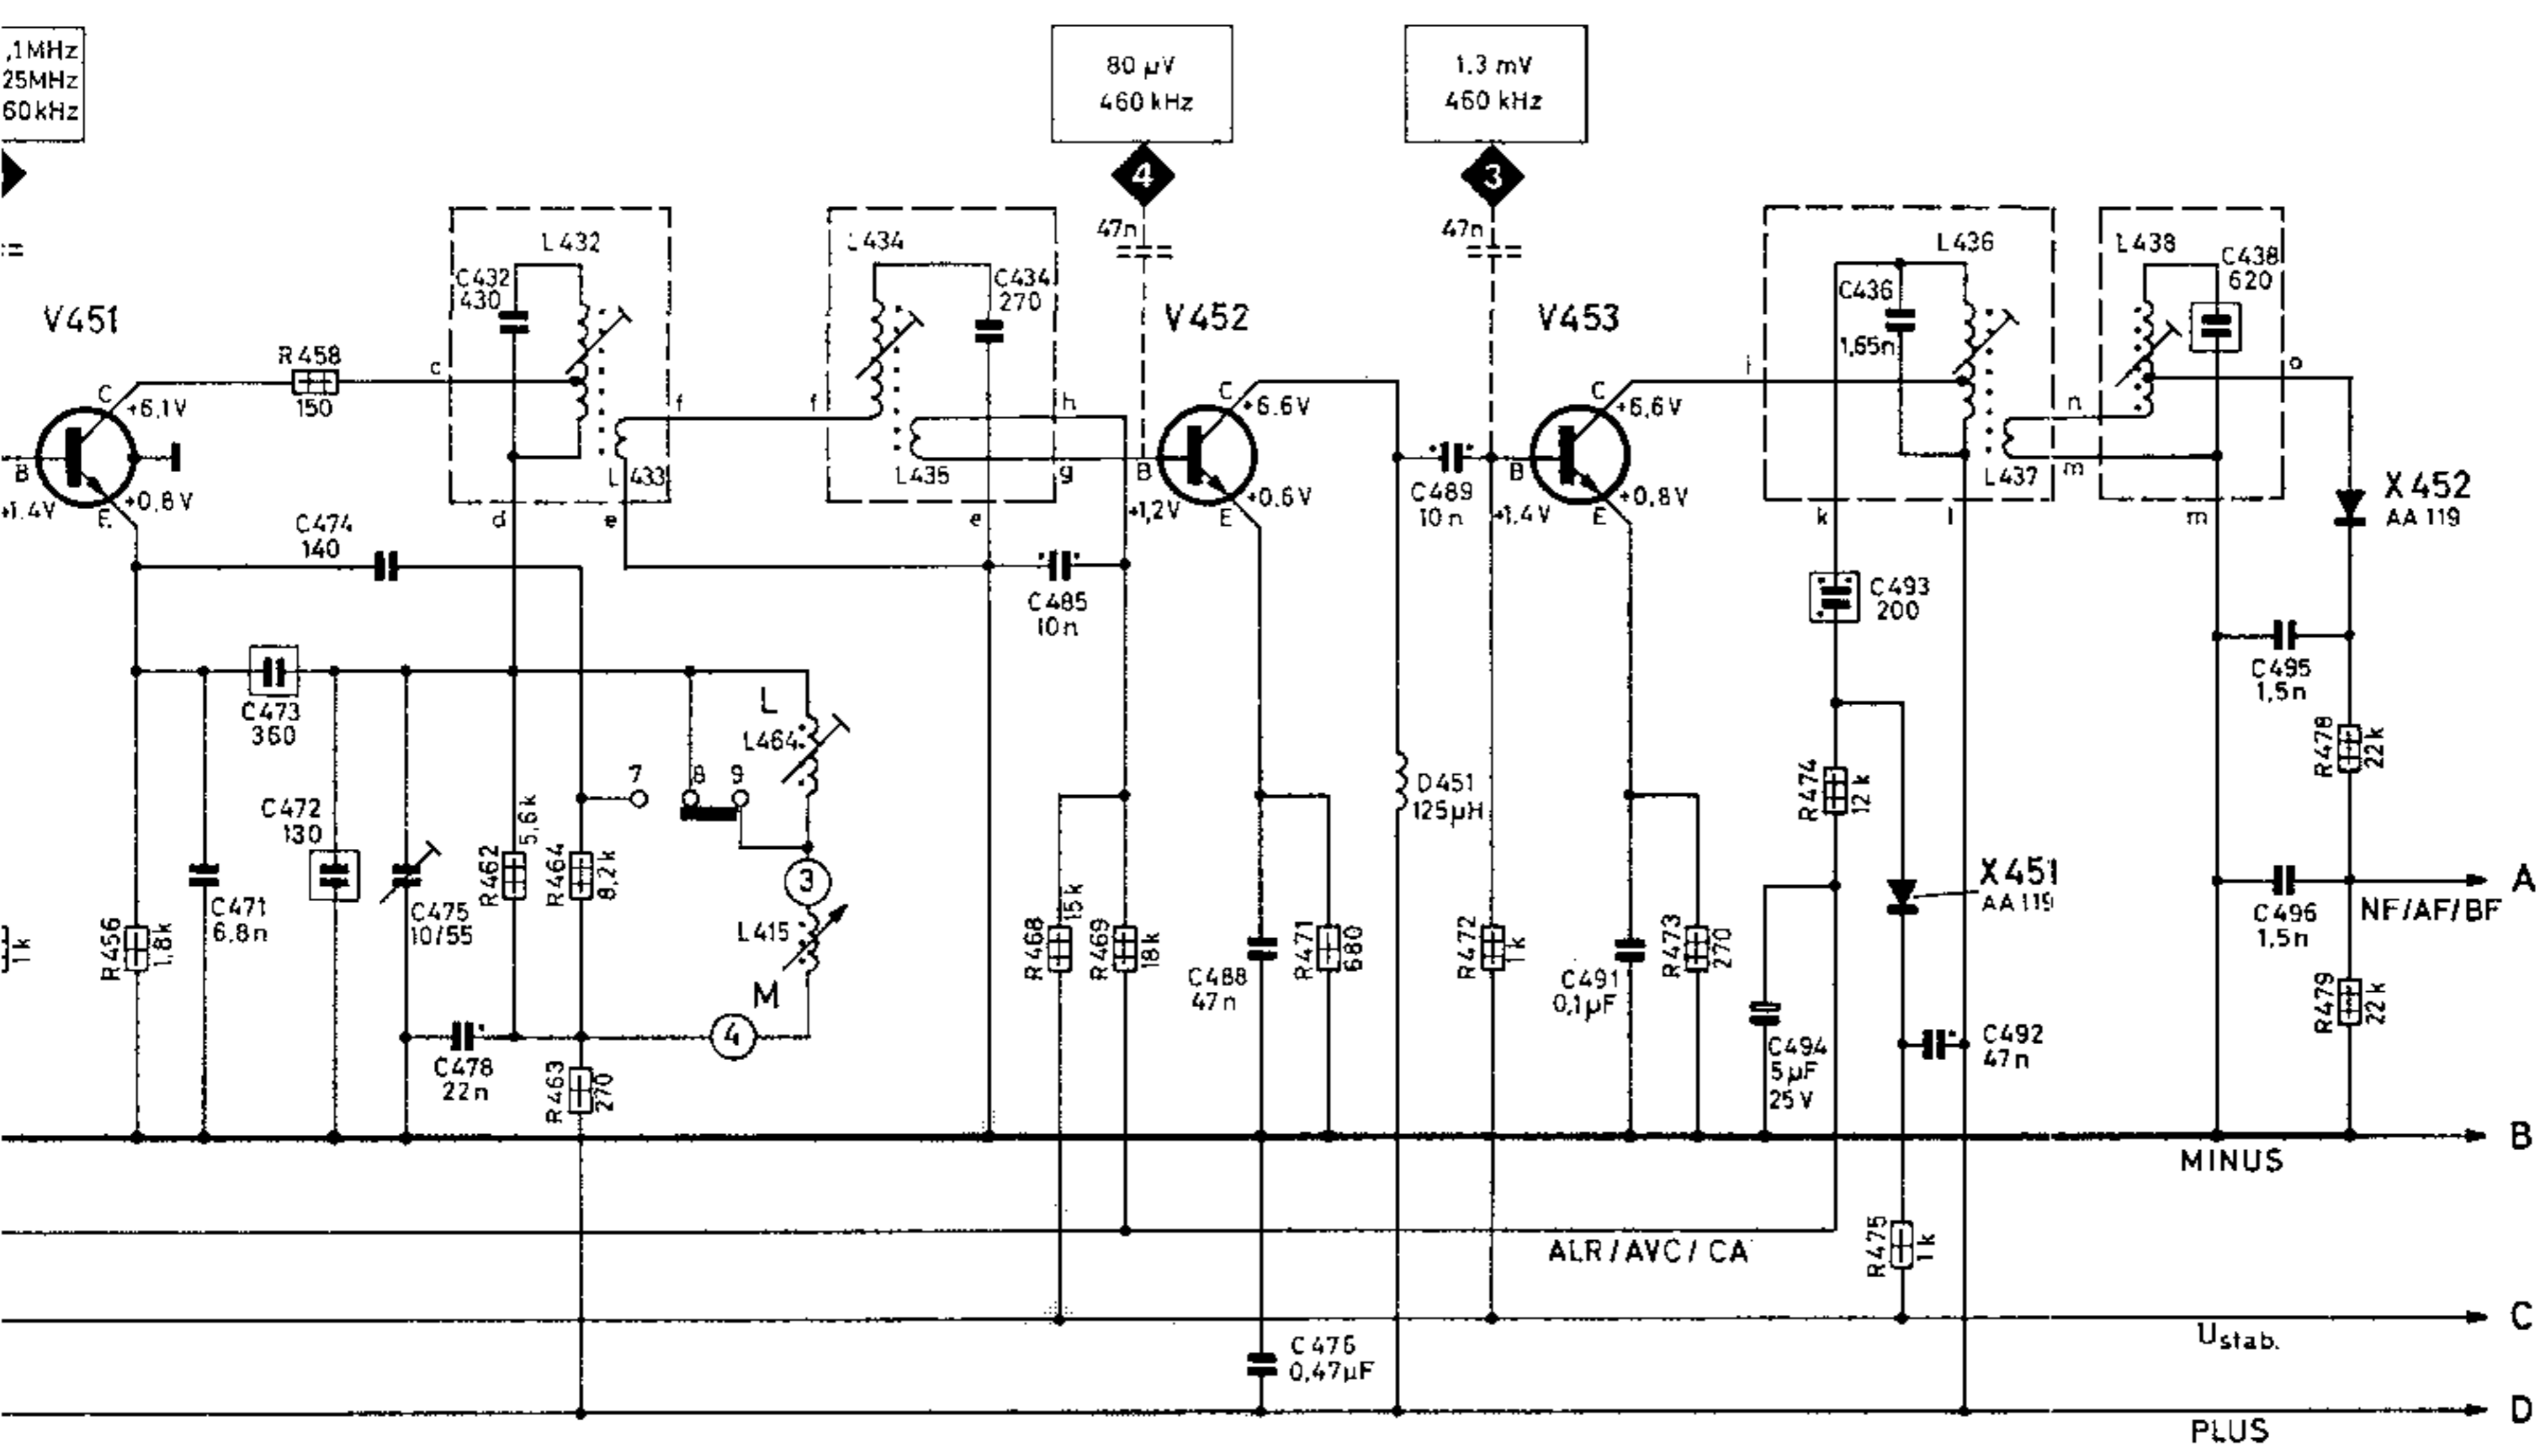 ,1MHz
25MHz
60kHz
80 µV
460 kHz
1.3 mV
460 kHz
4
3
47n
47n
L432
C432
430
L434
C434
270
L436
C436
1,65n
L438
C438
620
V451
V452
V453
R458
150
c
f
f
h
g
i
n
m
o
C
+6,1V
B
+1,4V
E
+0,8V
L433
L435
d
e
e
C
+6.6V
B
+1,2V
E
+0,6V
C489
10n
C
+6,6V
B
+1,4V
E
+0,8V
L437
k
l
m
X452
AA 119
C474
140
C485
10n
C493
200
C495
1,5n
C473
360
L
L464
7
8
9
D451
125µH
R474
12k
R478
22k
C472
130
R462
5,6k
R464
8,2k
3
L415
M
4
X451
AA119
A
NF/AF/BF
C496
1,5n
1k
R456
1,8k
C471
6,8n
C475
10/55
R468
15k
R469
18k
C488
47n
R471
680
R472
1k
C491
0,1µF
R473
270
R479
22k
C478
22n
R463
270
C494
5µF
25V
C492
47n
B
MINUS
ALR/AVC/CA
R475
1k
C
Ustab.
C476
0,47µF
D
PLUS